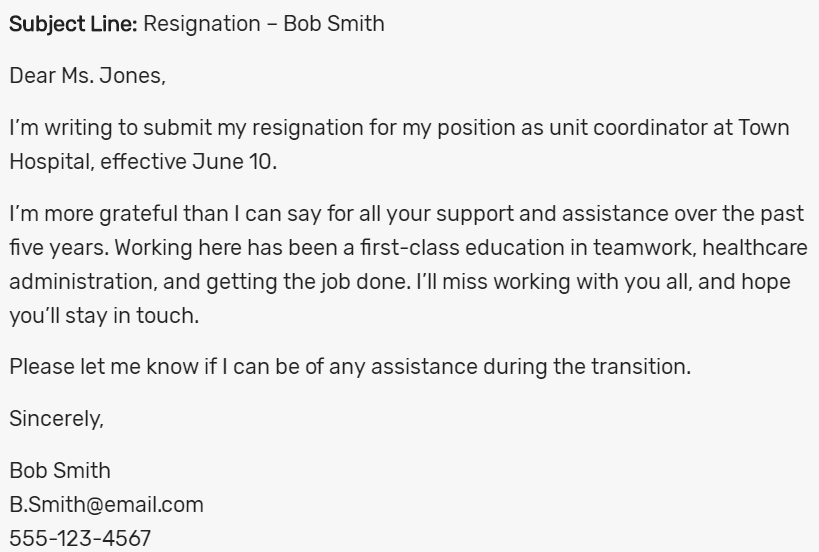 Subject Line: Resignation – Bob Smith
Dear Ms. Jones,
I’m writing to submit my resignation for my position as unit coordinator at Town
Hospital, effective June 10.
I’m more grateful than I can say for all your support and assistance over the past
five years. Working here has been a first-class education in teamwork, healthcare
administration, and getting the job done. I’ll miss working with you all, and hope
you’ll stay in touch.
Please let me know if I can be of any assistance during the transition.
Sincerely,
Bob Smith
B.Smith@email.com
555-123-4567